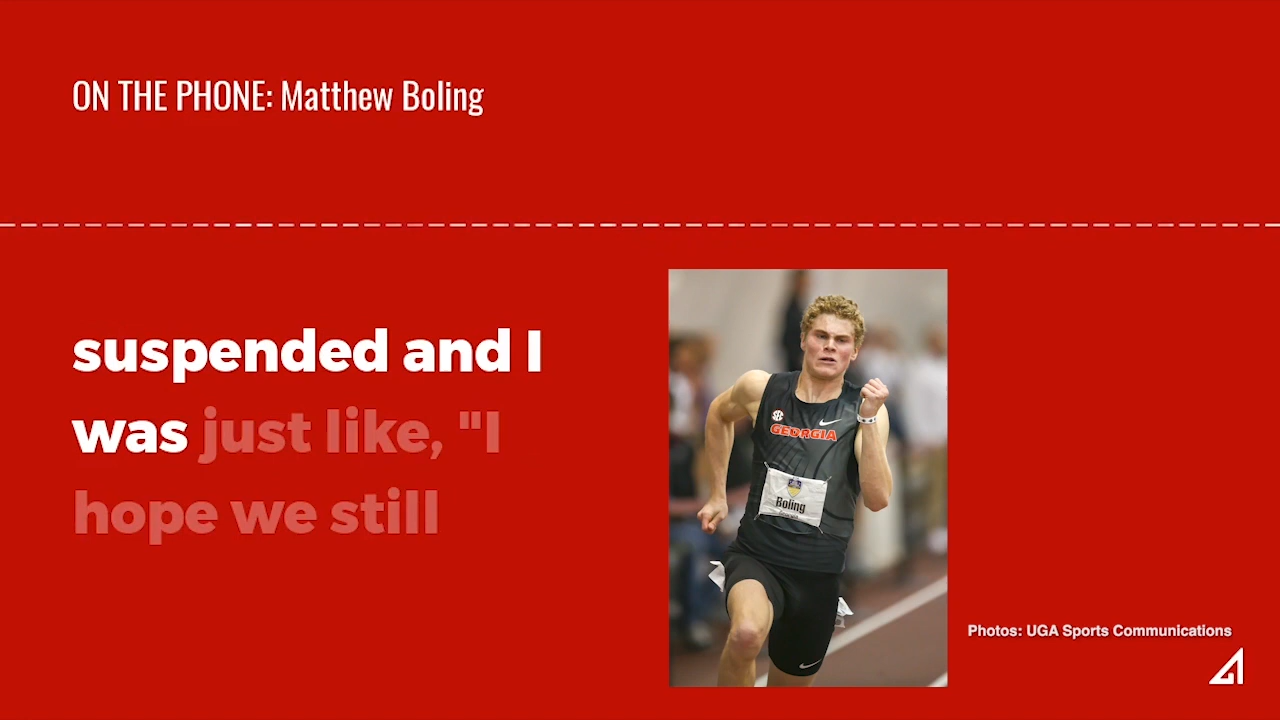 ON THE PHONE: Matthew Boling
suspended and I
was just like, "I
hope we still
SEC
GEORGIA
Boling
Photos: UGA Sports Communications